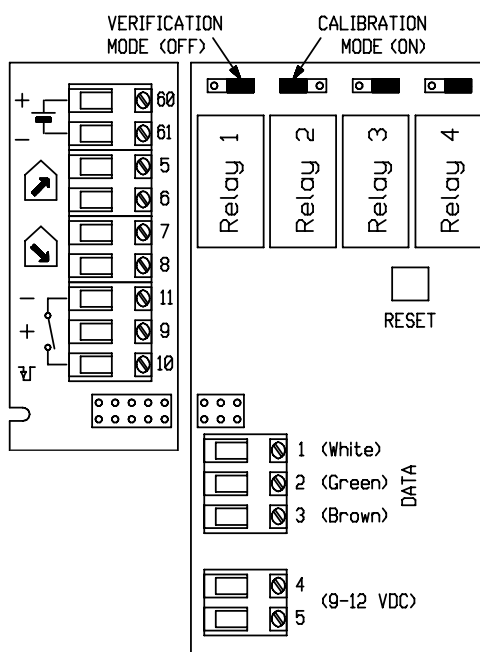 VERIFICATION
MODE (OFF)
CALIBRATION
MODE (ON)
+
60
−
61
5
6
7
8
−
11
+
9
10
Relay 1
Relay 2
Relay 3
Relay 4
RESET
1 (White)
2 (Green)
3 (Brown)
DATA
4
5
(9-12 VDC)